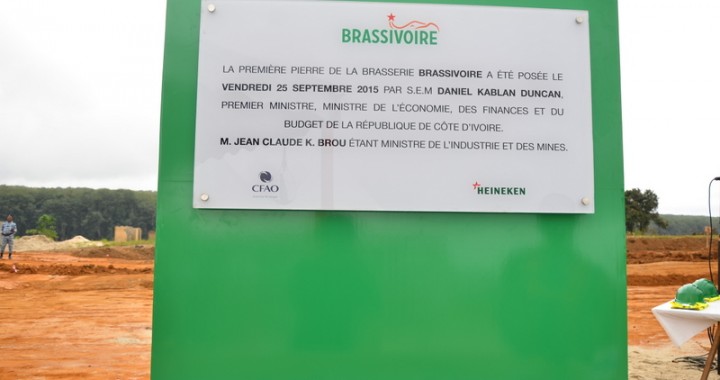 BRASSIVOIRE
LA PREMIÈRE PIERRE DE LA BRASSERIE BRASSIVOIRE A ÉTÉ POSÉE LE
VENDREDI 25 SEPTEMBRE 2015 PAR S.E.M DANIEL KABLAN DUNCAN,
PREMIER MINISTRE, MINISTRE DE L'ÉCONOMIE, DES FINANCES ET DU
BUDGET DE LA RÉPUBLIQUE DE CÔTE D'IVOIRE.
M. JEAN CLAUDE K. BROU ÉTANT MINISTRE DE L'INDUSTRIE ET DES MINES.
CFAO
HEINEKEN